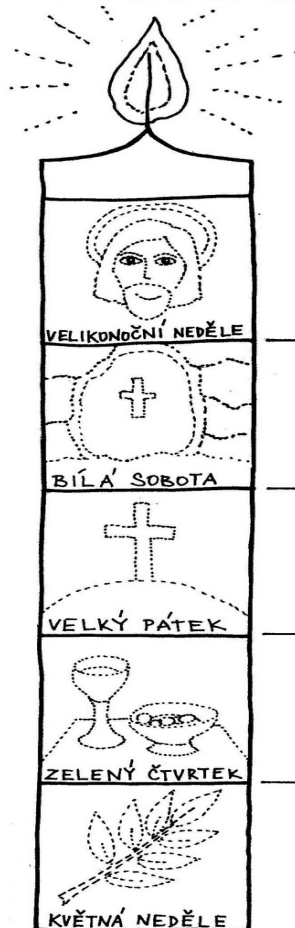 VELIKONOČNÍ NEDĚLE
BÍLÁ SOBOTA
VELKÝ PÁTEK
ZELENÝ ČTVRTEK
KVĚTNÁ NEDĚLE